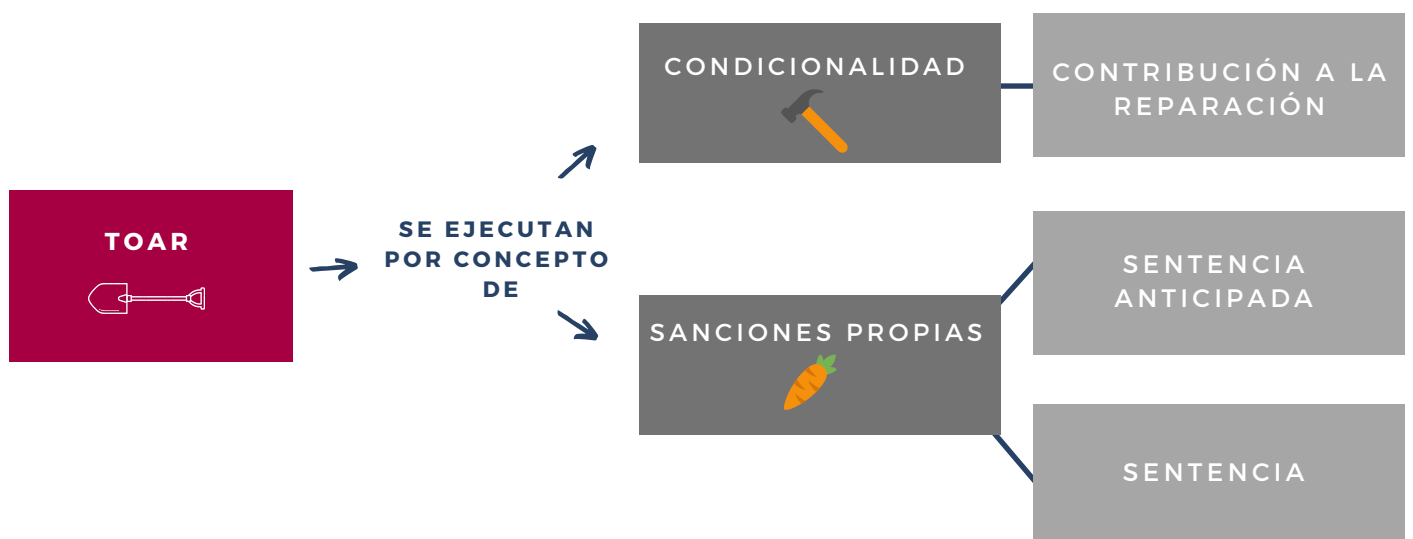 TOAR
SE EJECUTAN
POR CONCEPTO
DE
CONDICIONALIDAD
CONTRIBUCIÓN A LA
REPARACIÓN
SANCIONES PROPIAS
SENTENCIA
ANTICIPADA
SENTENCIA